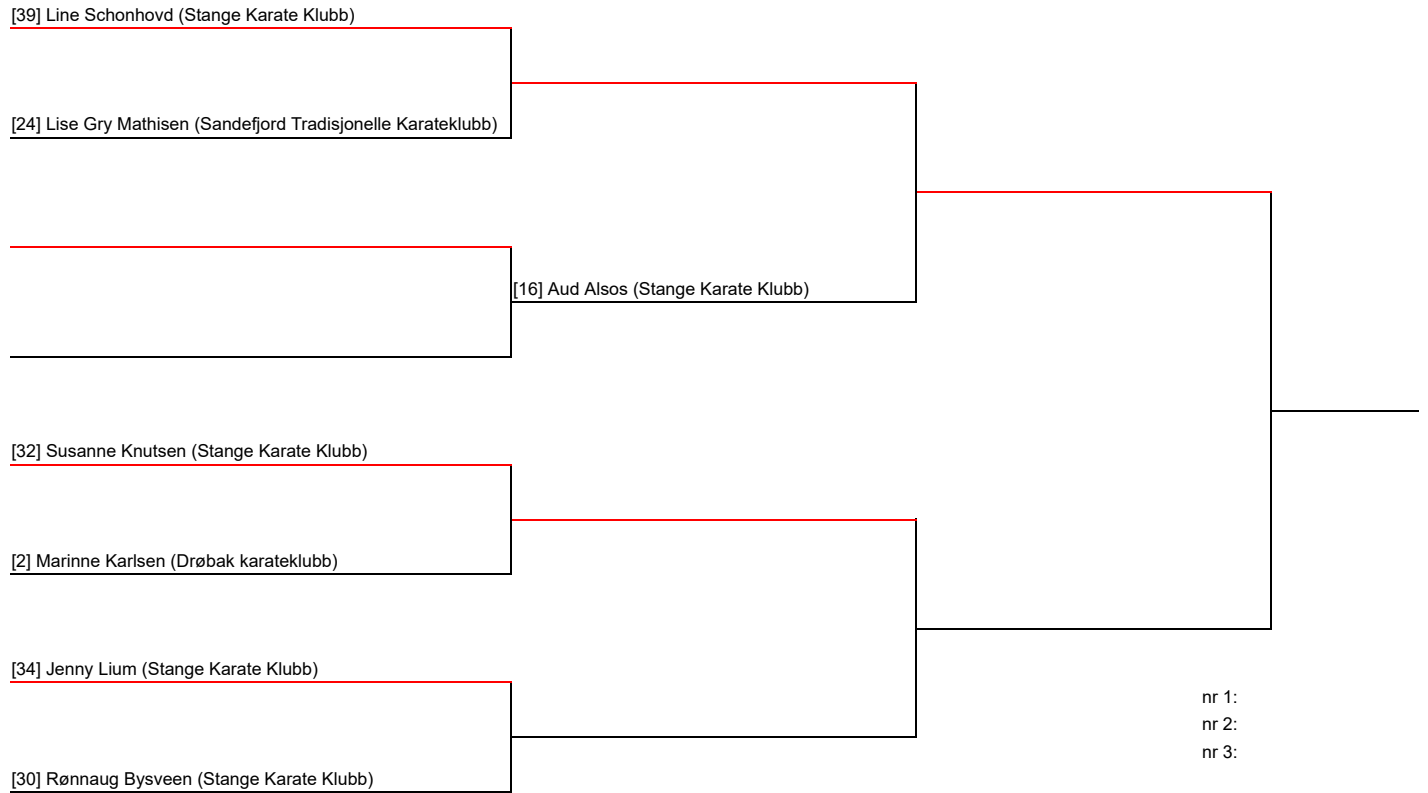 [39] Line Schonhovd (Stange Karate Klubb)
[24] Lise Gry Mathisen (Sandefjord Tradisjonelle Karateklubb)
[16] Aud Alsos (Stange Karate Klubb)
[32] Susanne Knutsen (Stange Karate Klubb)
[2] Marinne Karlsen (Drøbak karateklubb)
[34] Jenny Lium (Stange Karate Klubb)
nr 1:
nr 2:
nr 3:
[30] Rønnaug Bysveen (Stange Karate Klubb)